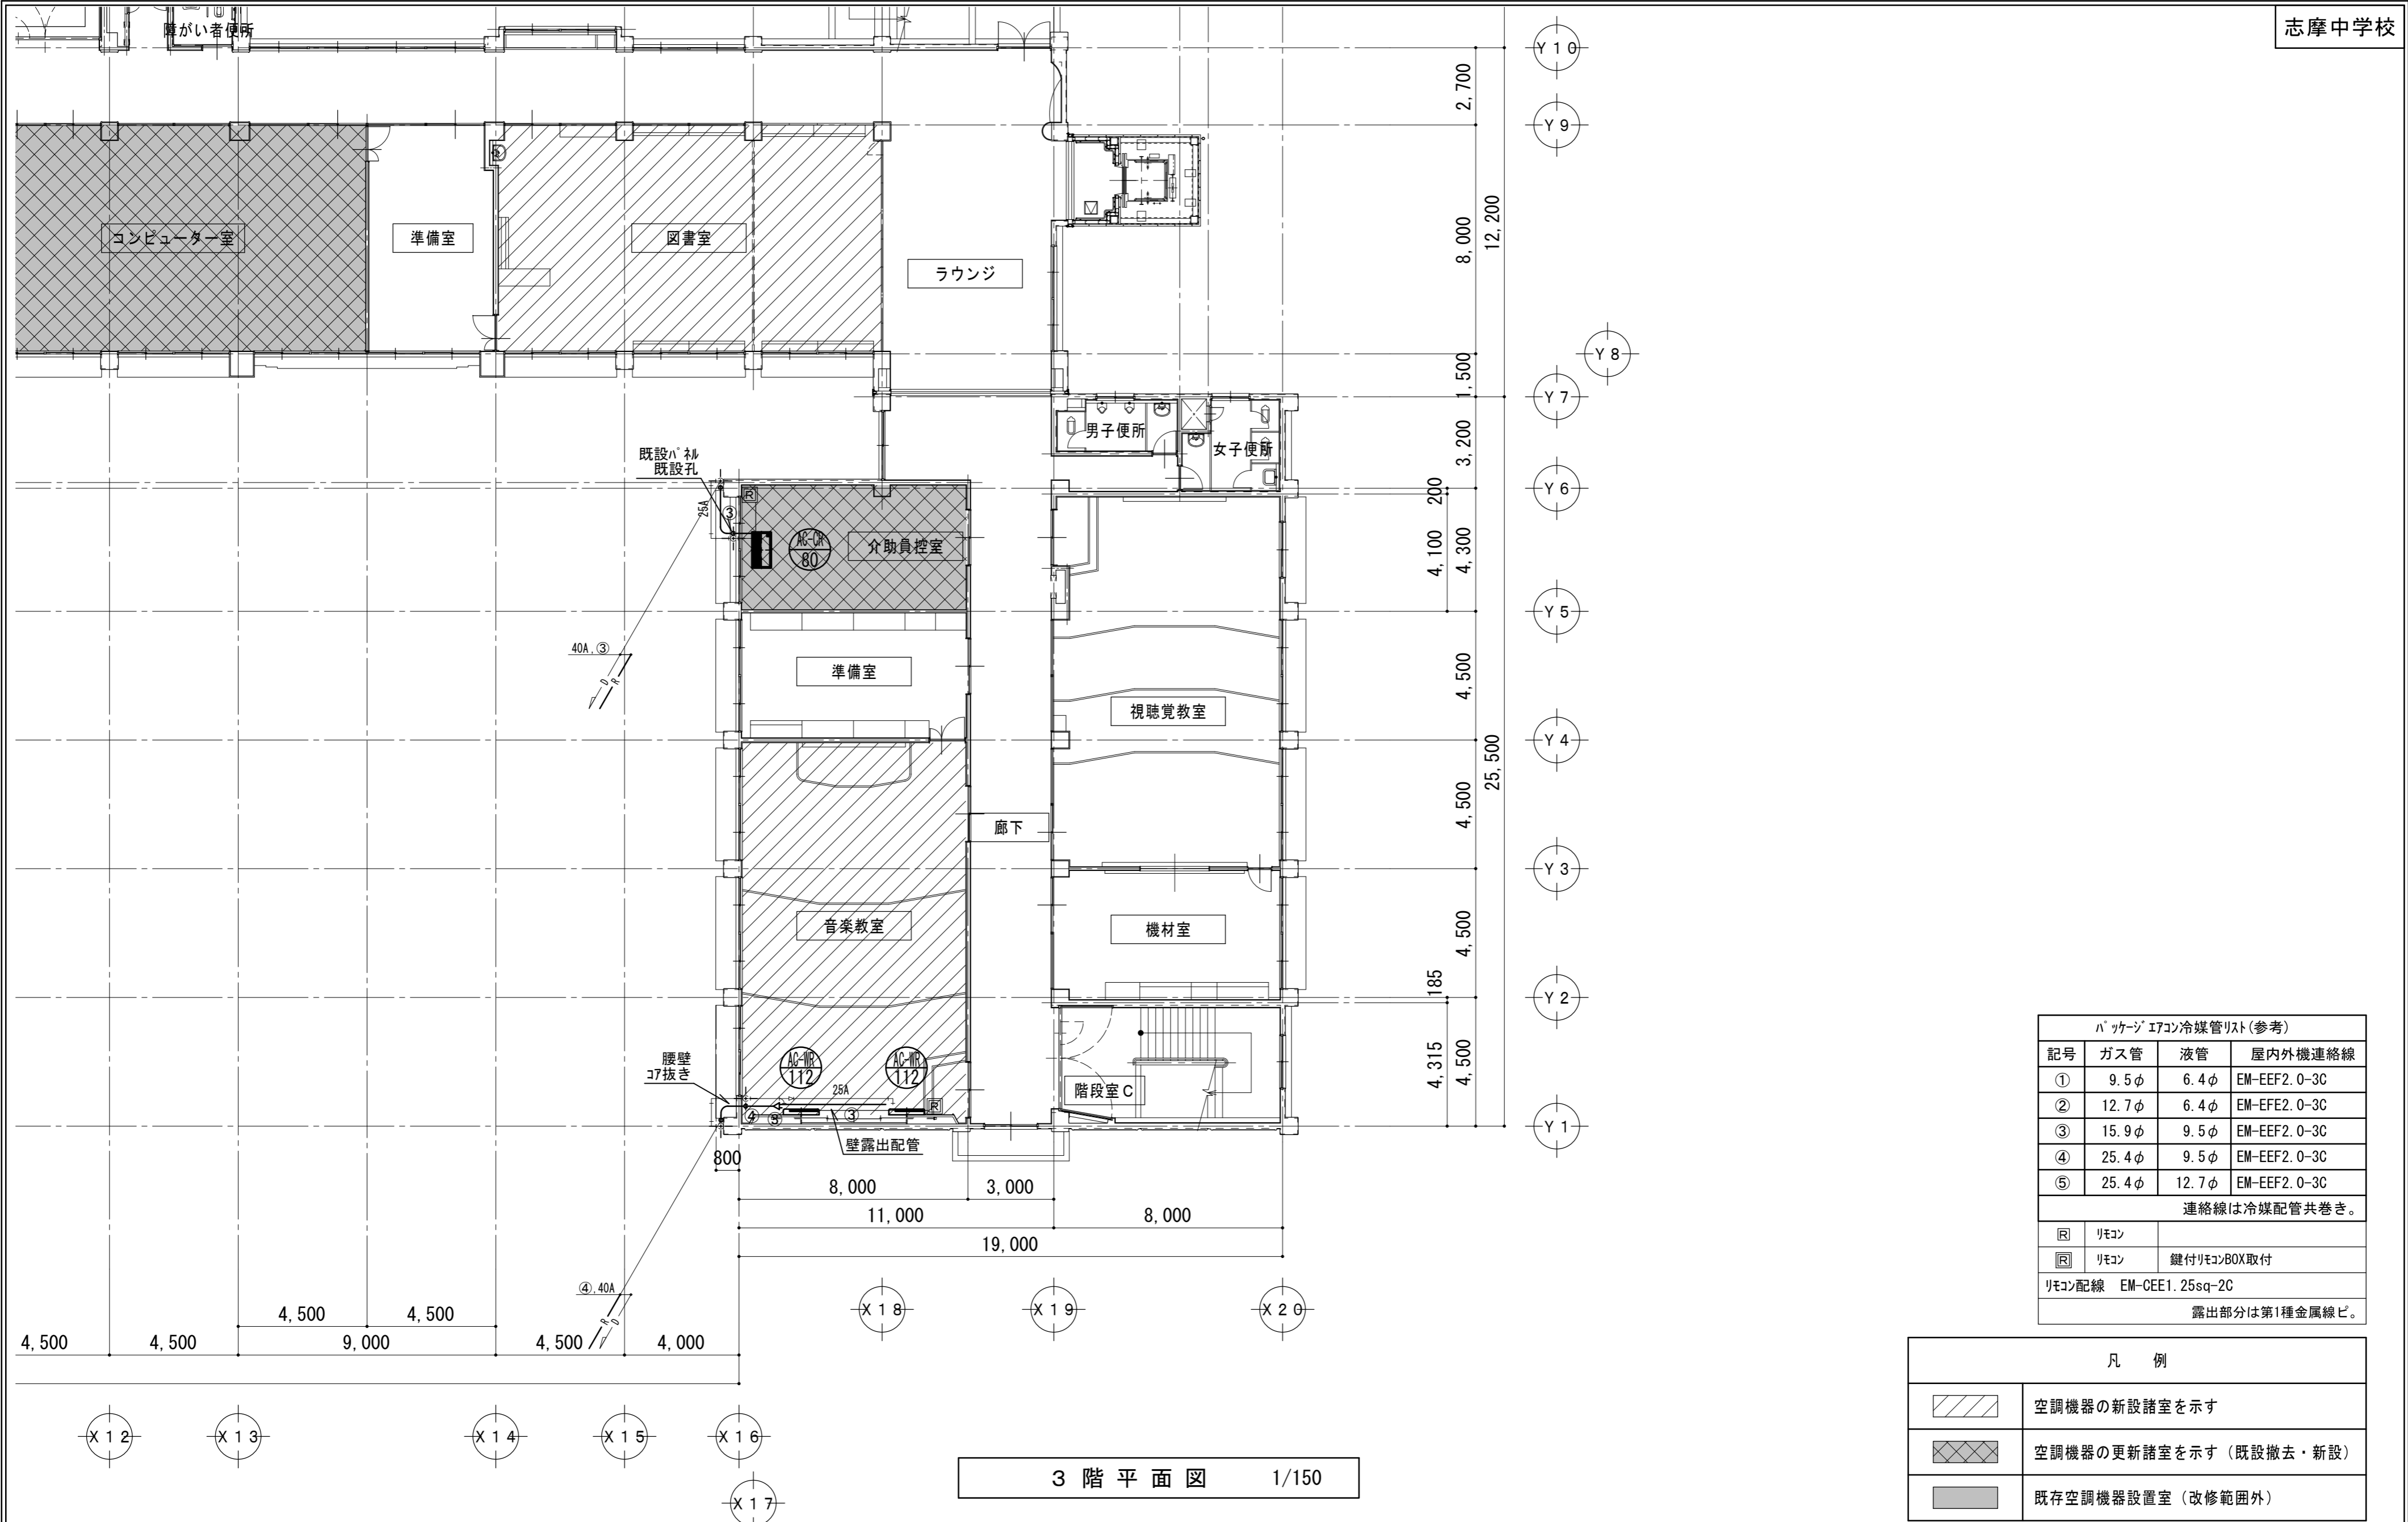 志摩中学校
障がい者便所
コンピューター室
準備室
図書室
ラウンジ
男子便所
女子便所
既設ﾊﾟﾈﾙ
既設孔
25A
R
③
AC-CR
80
介助員控室
40A.③
D
R
準備室
視聴覚教室
廊下
音楽教室
機材室
腰壁
ｺｱ抜き
AC-WR
112
AC-WR
112
25A
④
③
③
R
壁露出配管
階段室C
④.40A
R
D
Y10
Y9
Y8
Y7
Y6
Y5
Y4
Y3
Y2
Y1
2,700
8,000
12,200
1,500
3,200
200
4,100
4,300
4,500
4,500
25,500
4,500
185
4,315
4,500
800
8,000
3,000
11,000
8,000
19,000
4,500
4,500
4,500
4,500
9,000
4,500
4,000
X18
X19
X20
X12
X13
X14
X15
X16
X17
3階平面図 1/150
ﾊﾟｯｹｰｼﾞｴｱｺﾝ冷媒管ﾘｽﾄ(参考)
記号 ガス管 液管 屋内外機連絡線
① 9.5φ 6.4φ EM-EEF2.0-3C
② 12.7φ 6.4φ EM-EFE2.0-3C
③ 15.9φ 9.5φ EM-EEF2.0-3C
④ 25.4φ 9.5φ EM-EEF2.0-3C
⑤ 25.4φ 12.7φ EM-EEF2.0-3C
連絡線は冷媒配管共巻き。
R ﾘﾓｺﾝ
R ﾘﾓｺﾝ 鍵付ﾘﾓｺﾝBOX取付
ﾘﾓｺﾝ配線 EM-CEE1.25sq-2C
露出部分は第1種金属線ピ。
凡 例
空調機器の新設諸室を示す
空調機器の更新諸室を示す（既設撤去・新設）
既存空調機器設置室（改修範囲外）